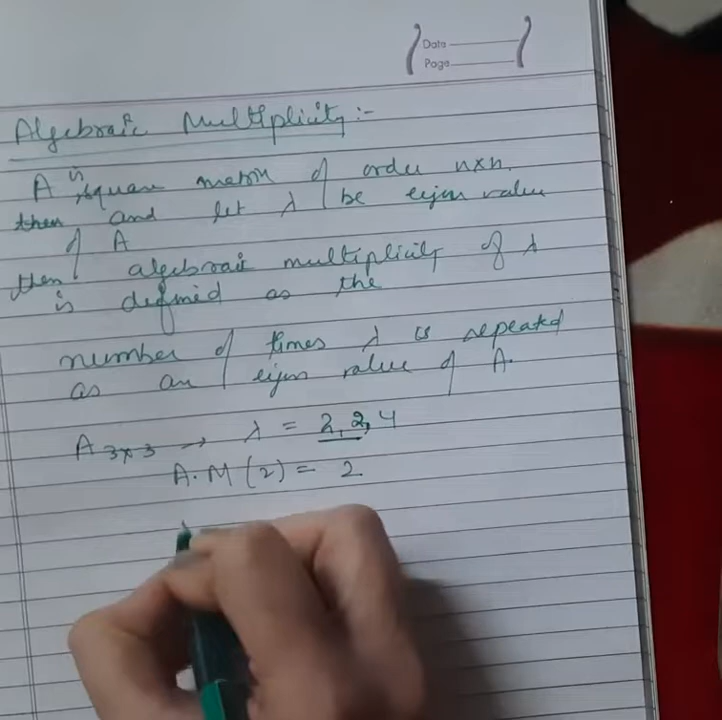 Data
Page
Algebraic Multiplicity :-
A is square matrix of order n×n.
then and let λ be eigen value
of A
then algebraic multiplicity of λ
is defined as the
number of times λ is repeated
as an eigen value of A.
A 3×3 → λ = 2, 2, 4
A.M (2) = 2